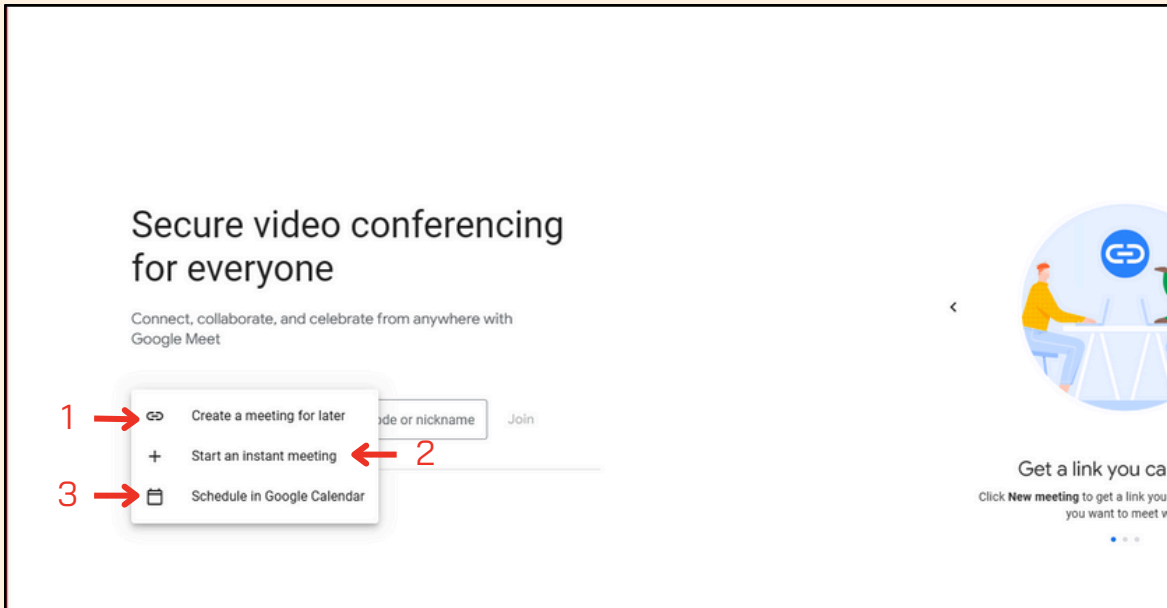 Secure video conferencing
for everyone
Connect, collaborate, and celebrate from anywhere with
Google Meet
1
Create a meeting for later
or nickname
Join
Start an instant meeting
2
3
Schedule in Google Calendar
Get a link you
Click New meeting to get a link you
you want to meet